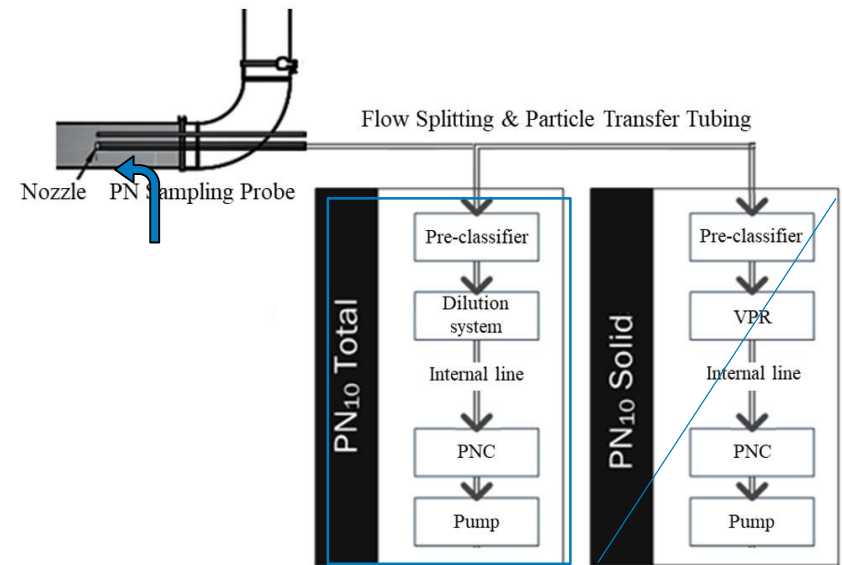 Flow Splitting & Particle Transfer Tubing
Nozzle
PN Sampling Probe
PN10 Total
Pre-classifier
Dilution
system
Internal line
PNC
Pump
PN10 Solid
Pre-classifier
VPR
Internal line
PNC
Pump